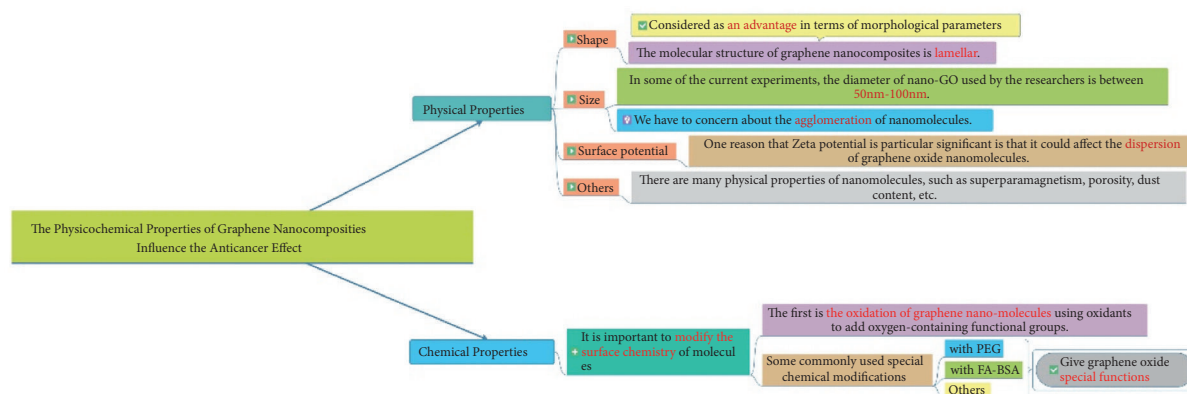 Considered as an advantage in terms of morphological parameters
Shape
The molecular structure of graphene nanocomposites is lamellar.
In some of the current experiments, the diameter of nano-GO used by the researchers is between
50nm-100nm.
Size
Physical Properties
We have to concern about the agglomeration of nanomolecules.
One reason that Zeta potential is particular significant is that it could affect the dispersion
of graphene oxide nanomolecules.
Surface potential
There are many physical properties of nanomolecules, such as superparamagnetism, porosity, dust
content, etc.
Others
The Physicochemical Properties of Graphene Nanocomposities
Influence the Anticancer Effect
The first is the oxidation of graphene nano-molecules using oxidants
to add oxygen-containing functional groups.
Chemical Properties
It is important to modify the
surface chemistry of molecul
es
Some commonly used special
chemical modifications
with PEG
with FA-BSA
Others
Give graphene oxide
special functions